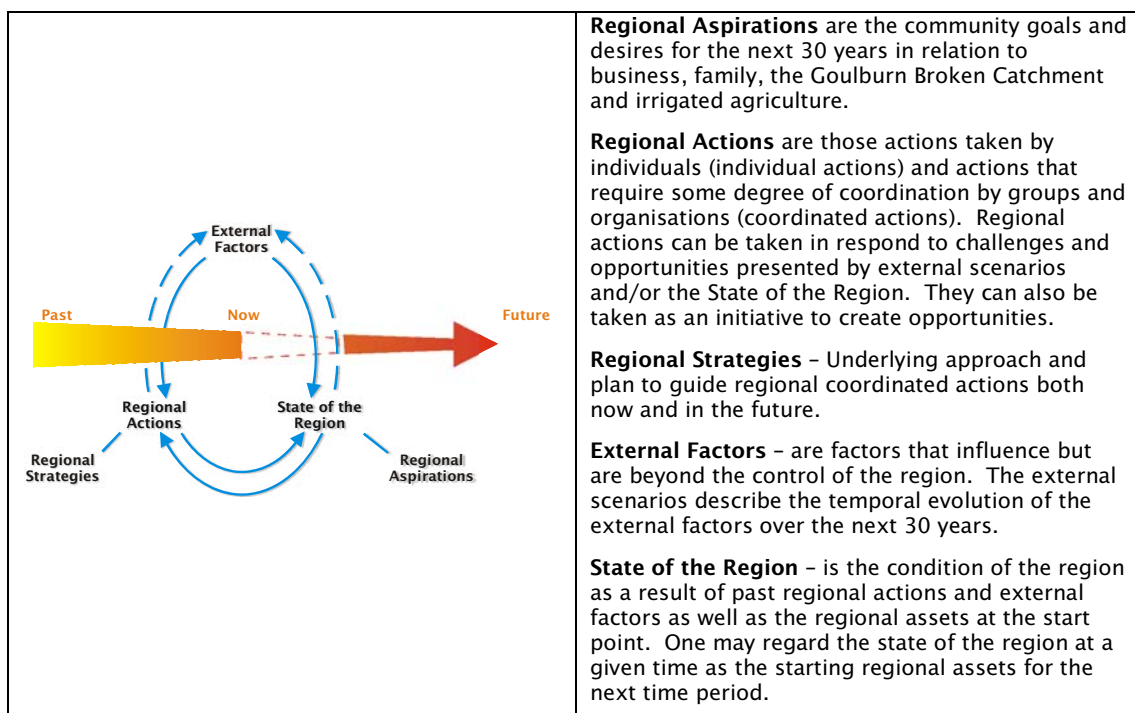 External
Factors
Past
Now
Future
Regional
Actions
State of the
Region
Regional
Strategies
Regional
Aspirations
Regional Aspirations are the community goals and
desires for the next 30 years in relation to
business, family, the Goulburn Broken Catchment
and irrigated agriculture.
Regional Actions are those actions taken by
individuals (individual actions) and actions that
require some degree of coordination by groups and
organisations (coordinated actions).  Regional
actions can be taken in respond to challenges and
opportunities presented by external scenarios
and/or the State of the Region.  They can also be
taken as an initiative to create opportunities.
Regional Strategies – Underlying approach and
plan to guide regional coordinated actions both
now and in the future.
External Factors – are factors that influence but
are beyond the control of the region.  The external
scenarios describe the temporal evolution of the
external factors over the next 30 years.
State of the Region – is the condition of the region
as a result of past regional actions and external
factors as well as the regional assets at the start
point.  One may regard the state of the region at a
given time as the starting regional assets for the
next time period.